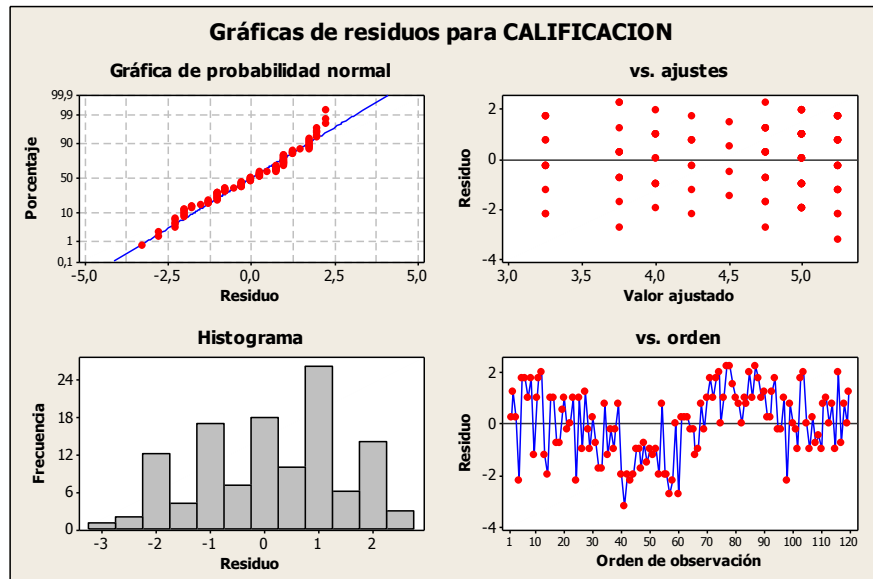 Gráficas de residuos para CALIFICACION
Gráfica de probabilidad normal
99,9
99
90
50
10
1
0,1
Porcentaje
-5,0 -2,5 0,0 2,5 5,0
Residuo
vs. ajustes
2
0
-2
-4
Residuo
3,0 3,5 4,0 4,5 5,0
Valor ajustado
Histograma
24
18
12
6
0
Frecuencia
-3 -2 -1 0 1 2
Residuo
vs. orden
2
0
-2
-4
Residuo
1 10 20 30 40 50 60 70 80 90 100 110 120
Orden de observación